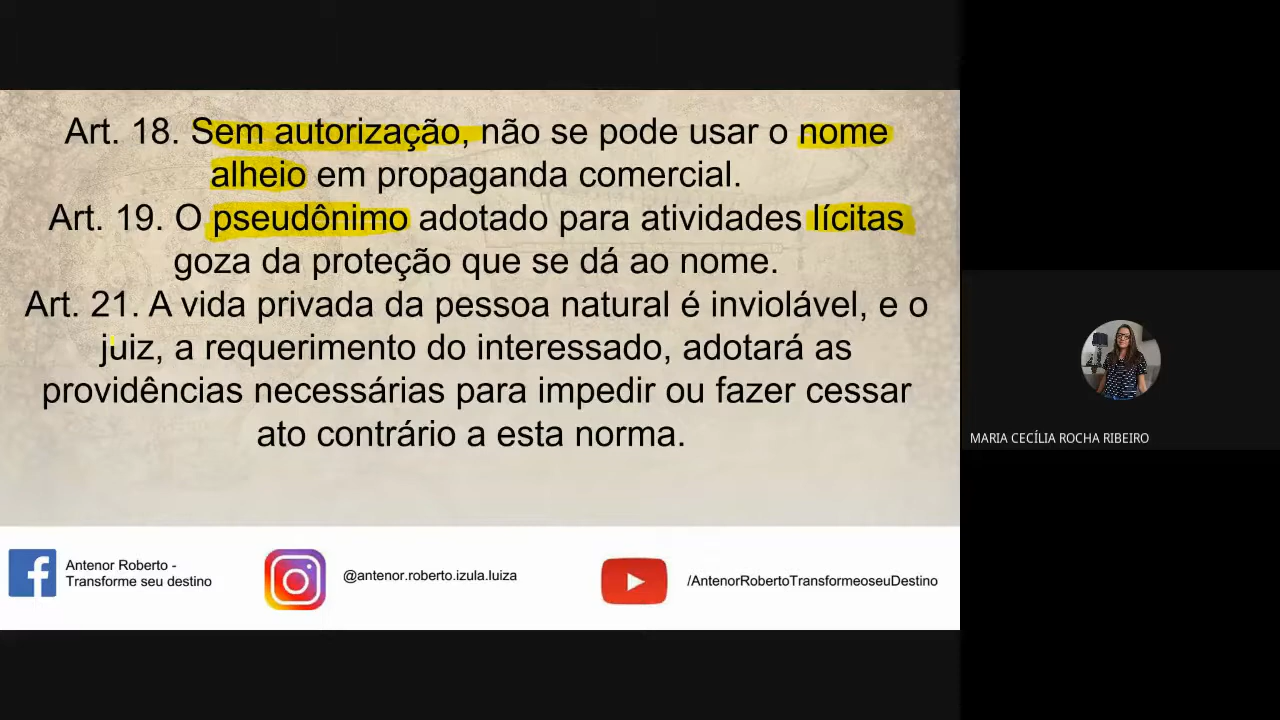 Art. 18. Sem autorização, não se pode usar o nome
alheio em propaganda comercial.
Art. 19. O pseudônimo adotado para atividades lícitas
goza da proteção que se dá ao nome.
Art. 21. A vida privada da pessoa natural é inviolável, e o
juiz, a requerimento do interessado, adotará as
providências necessárias para impedir ou fazer cessar
ato contrário a esta norma.
MARIA CECÍLIA ROCHA RIBEIRO
Antenor Roberto -
Transforme seu destino
@antenor.roberto.izula.luiza
/AntenorRobertoTransformeoseuDestino